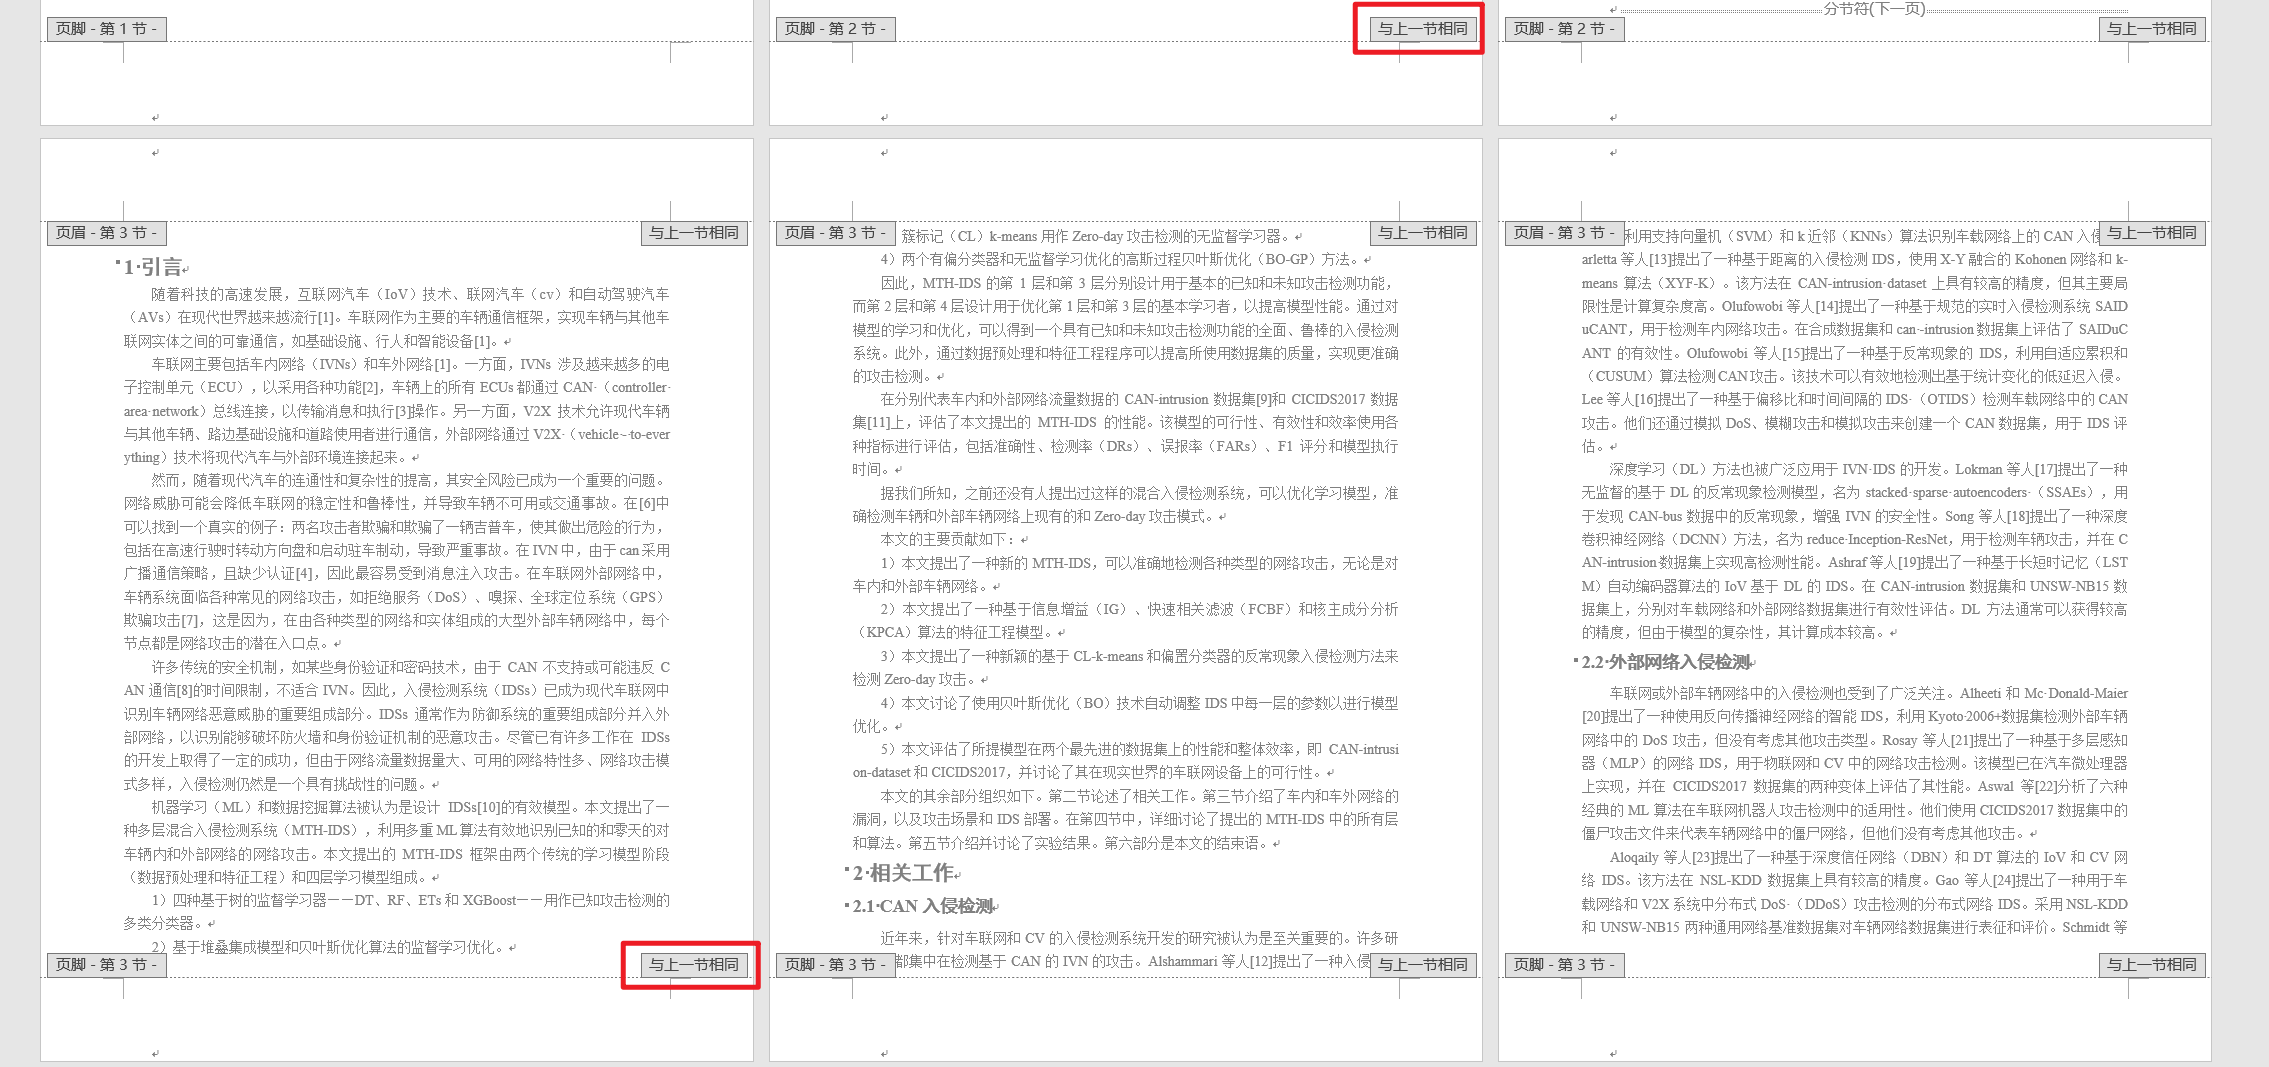 分节符(下一页)
页脚 - 第 1 节 -
页脚 - 第 2 节 -
与上一节相同
页脚 - 第 2 节 -
与上一节相同
页眉 - 第 3 节 -
与上一节相同
1·引言
随着科技的高速发展，互联网汽车（IoV）技术、联网汽车（cv）和自动驾驶汽车
（AVs）在现代世界越来越流行[1]。车联网作为主要的车辆通信框架，实现车辆与其他车
联网实体之间的可靠通信，如基础设施、行人和智能设备[1]。
车联网主要包括车内网络（IVNs）和车外网络[1]。一方面，IVNs 涉及越来越多的电
子控制单元（ECU），以采用各种功能[2]，车辆上的所有 ECUs 都通过 CAN·（controller·
area·network）总线连接，以传输消息和执行[3]操作。另一方面，V2X 技术允许现代车辆
与其他车辆、路边基础设施和道路使用者进行通信，外部网络通过 V2X·（vehicle~·to-ever
ything）技术将现代汽车与外部环境连接起来。
然而，随着现代汽车的连通性和复杂性的提高，其安全风险已成为一个重要的问题。
网络威胁可能会降低车联网的稳定性和鲁棒性，并导致车辆不可用或交通事故。在[6]中
可以找到一个真实的例子：两名攻击者欺骗和欺骗了一辆吉普车，使其做出危险的行为，
包括在高速行驶时转动方向盘和启动驻车制动，导致严重事故。在 IVN 中，由于 can 采用
广播通信策略，且缺少认证[4]，因此最容易受到消息注入攻击。在车联网外部网络中，
车辆系统面临各种常见的网络攻击，如拒绝服务（DoS）、嗅探、全球定位系统（GPS）
欺骗攻击[7]，这是因为，在由各种类型的网络和实体组成的大型外部车辆网络中，每个
节点都是网络攻击的潜在入口点。
许多传统的安全机制，如某些身份验证和密码技术，由于 CAN 不支持或可能违反 C
AN 通信[8]的时间限制，不适合 IVN。因此，入侵检测系统（IDSs）已成为现代车联网中
识别车辆网络恶意威胁的重要组成部分。IDSs 通常作为防御系统的重要组成部分并入外
部网络，以识别能够破坏防火墙和身份验证机制的恶意攻击。尽管已有许多工作在 IDSs
的开发上取得了一定的成功，但由于网络流量数据量大、可用的网络特性多、网络攻击模
式多样，入侵检测仍然是一个具有挑战性的问题。
机器学习（ML）和数据挖掘算法被认为是设计 IDSs[10]的有效模型。本文提出了一
种多层混合入侵检测系统（MTH-IDS），利用多重 ML 算法有效地识别已知的和零天的对
车辆内和外部网络的网络攻击。本文提出的 MTH-IDS 框架由两个传统的学习模型阶段
（数据预处理和特征工程）和四层学习模型组成。
1）四种基于树的监督学习器——DT、RF、ETs 和 XGBoost——用作已知攻击检测的
多类分类器。
2）基于堆叠集成模型和贝叶斯优化算法的监督学习优化。
页脚 - 第 3 节 -
与上一节相同
页眉 - 第 3 节 -
与上一节相同
簇标记（CL）k-means 用作 Zero-day 攻击检测的无监督学习器。
4）两个有偏分类器和无监督学习优化的高斯过程贝叶斯优化（BO-GP）方法。
因此，MTH-IDS 的第 1 层和第 3 层分别设计用于基本的已知和未知攻击检测功能，
而第 2 层和第 4 层设计用于优化第 1 层和第 3 层的基本学习者，以提高模型性能。通过对
模型的学习和优化，可以得到一个具有已知和未知攻击检测功能的全面、鲁棒的入侵检测
系统。此外，通过数据预处理和特征工程程序可以提高所使用数据集的质量，实现更准确
的攻击检测。
在分别代表车内和外部网络流量数据的 CAN-intrusion 数据集[9]和 CICIDS2017 数据
集[11]上，评估了本文提出的 MTH-IDS 的性能。该模型的可行性、有效性和效率使用各
种指标进行评估，包括准确性、检测率（DRs）、误报率（FARs）、F1 评分和模型执行
时间。
据我们所知，之前还没有人提出过这样的混合入侵检测系统，可以优化学习模型，准
确检测车辆和外部车辆网络上现有的和 Zero-day 攻击模式。
本文的主要贡献如下：
1）本文提出了一种新的 MTH-IDS，可以准确地检测各种类型的网络攻击，无论是对
车内和外部车辆网络。
2）本文提出了一种基于信息增益（IG）、快速相关滤波（FCBF）和核主成分分析
（KPCA）算法的特征工程模型。
3）本文提出了一种新颖的基于 CL-k-means 和偏置分类器的反常现象入侵检测方法来
检测 Zero-day 攻击。
4）本文讨论了使用贝叶斯优化（BO）技术自动调整 IDS 中每一层的参数以进行模型
优化。
5）本文评估了所提模型在两个最先进的数据集上的性能和整体效率，即 CAN-intrusi
on-dataset 和 CICIDS2017，并讨论了其在现实世界的车联网设备上的可行性。
本文的其余部分组织如下。第二节论述了相关工作。第三节介绍了车内和车外网络的
漏洞，以及攻击场景和 IDS 部署。在第四节中，详细讨论了提出的 MTH-IDS 中的所有层
和算法。第五节介绍并讨论了实验结果。第六部分是本文的结束语。
2·相关工作
2.1·CAN 入侵检测
近年来，针对车联网和 CV 的入侵检测系统开发的研究被认为是至关重要的。许多研
都集中在检测基于 CAN 的 IVN 的攻击。Alshammari 等人[12]提出了一种入侵
页脚 - 第 3 节 -
与上一节相同
页眉 - 第 3 节 -
与上一节相同
利用支持向量机（SVM）和 k 近邻（KNNs）算法识别车载网络上的 CAN 入侵
arletta 等人[13]提出了一种基于距离的入侵检测 IDS，使用 X-Y 融合的 Kohonen 网络和 k-
means 算法（XYF-K）。该方法在 CAN-intrusion·dataset 上具有较高的精度，但其主要局
限性是计算复杂度高。Olufowobi 等人[14]提出了一种基于规范的实时入侵检测系统 SAID
uCANT，用于检测车内网络攻击。在合成数据集和 can·-intrusion 数据集上评估了 SAIDuC
ANT 的有效性。Olufowobi 等人[15]提出了一种基于反常现象的 IDS，利用自适应累积和
（CUSUM）算法检测 CAN 攻击。该技术可以有效地检测出基于统计变化的低延迟入侵。
Lee 等人[16]提出了一种基于偏移比和时间间隔的 IDS·（OTIDS）检测车载网络中的 CAN
攻击。他们还通过模拟 DoS、模糊攻击和模拟攻击来创建一个 CAN 数据集，用于 IDS 评
估。
深度学习（DL）方法也被广泛应用于 IVN·IDS 的开发。Lokman 等人[17]提出了一种
无监督的基于 DL 的反常现象检测模型，名为 stacked·sparse·autoencoders·（SSAEs），用
于发现 CAN-bus 数据中的反常现象，增强 IVN 的安全性。Song 等人[18]提出了一种深度
卷积神经网络（DCNN）方法，名为 reduce·Inception-ResNet，用于检测车辆攻击，并在 C
AN-intrusion 数据集上实现高检测性能。Ashraf 等人[19]提出了一种基于长短时记忆（LST
M）自动编码器算法的 IoV 基于 DL 的 IDS。在 CAN-intrusion 数据集和 UNSW-NB15 数
据集上，分别对车载网络和外部网络数据集进行有效性评估。DL 方法通常可以获得较高
的精度，但由于模型的复杂性，其计算成本较高。
2.2·外部网络入侵检测
车联网或外部车辆网络中的入侵检测也受到了广泛关注。Alheeti 和 Mc·Donald-Maier
[20]提出了一种使用反向传播神经网络的智能 IDS，利用 Kyoto·2006+数据集检测外部车辆
网络中的 DoS 攻击，但没有考虑其他攻击类型。Rosay 等人[21]提出了一种基于多层感知
器（MLP）的网络 IDS，用于物联网和 CV 中的网络攻击检测。该模型已在汽车微处理器
上实现，并在 CICIDS2017 数据集的两种变体上评估了其性能。Aswal 等[22]分析了六种
经典的 ML 算法在车联网机器人攻击检测中的适用性。他们使用 CICIDS2017 数据集中的
僵尸攻击文件来代表车辆网络中的僵尸网络，但他们没有考虑其他攻击。
Aloqaily 等人[23]提出了一种基于深度信任网络（DBN）和 DT 算法的 IoV 和 CV 网
络 IDS。该方法在 NSL-KDD 数据集上具有较高的精度。Gao 等人[24]提出了一种用于车
载网络和 V2X 系统中分布式 DoS·（DDoS）攻击检测的分布式网络 IDS。采用 NSL-KDD
和 UNSW-NB15 两种通用网络基准数据集对车辆网络数据集进行表征和评价。Schmidt 等
页脚 - 第 3 节 -
与上一节相同